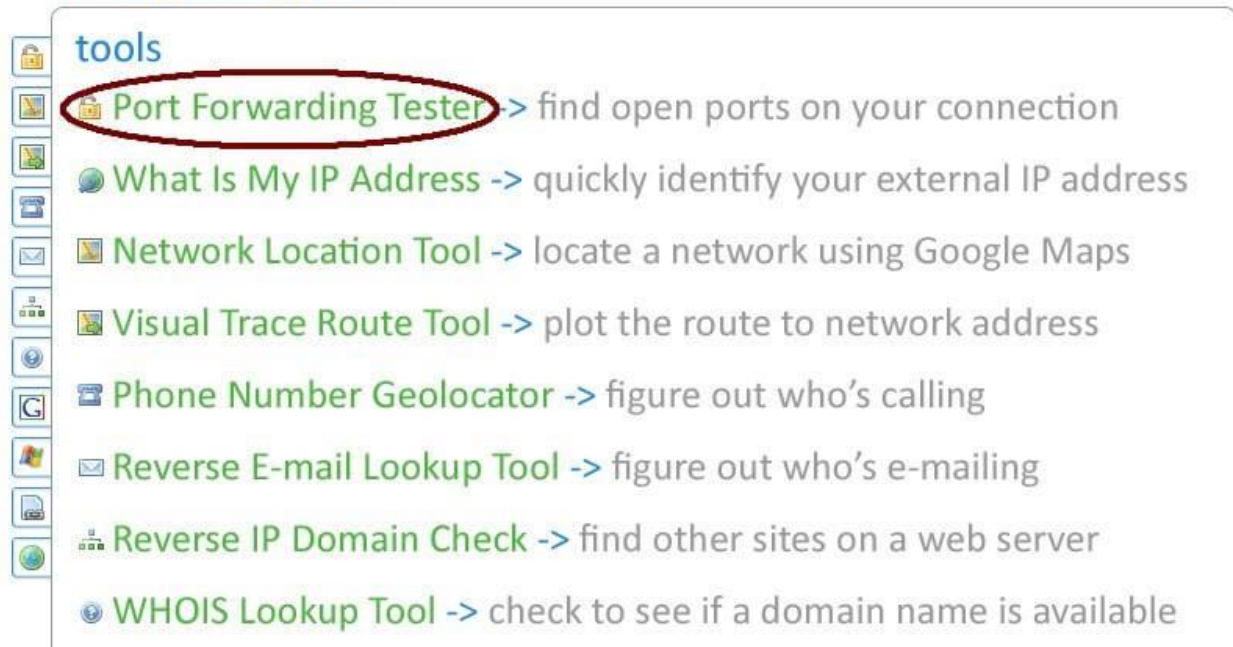 tools
Port Forwarding Tester -> find open ports on your connection
What Is My IP Address -> quickly identify your external IP address
Network Location Tool -> locate a network using Google Maps
Visual Trace Route Tool -> plot the route to network address
Phone Number Geolocator -> figure out who’s calling
Reverse E-mail Lookup Tool -> figure out who’s e-mailing
Reverse IP Domain Check -> find other sites on a web server
G
WHOIS Lookup Tool -> check to see if a domain name is available